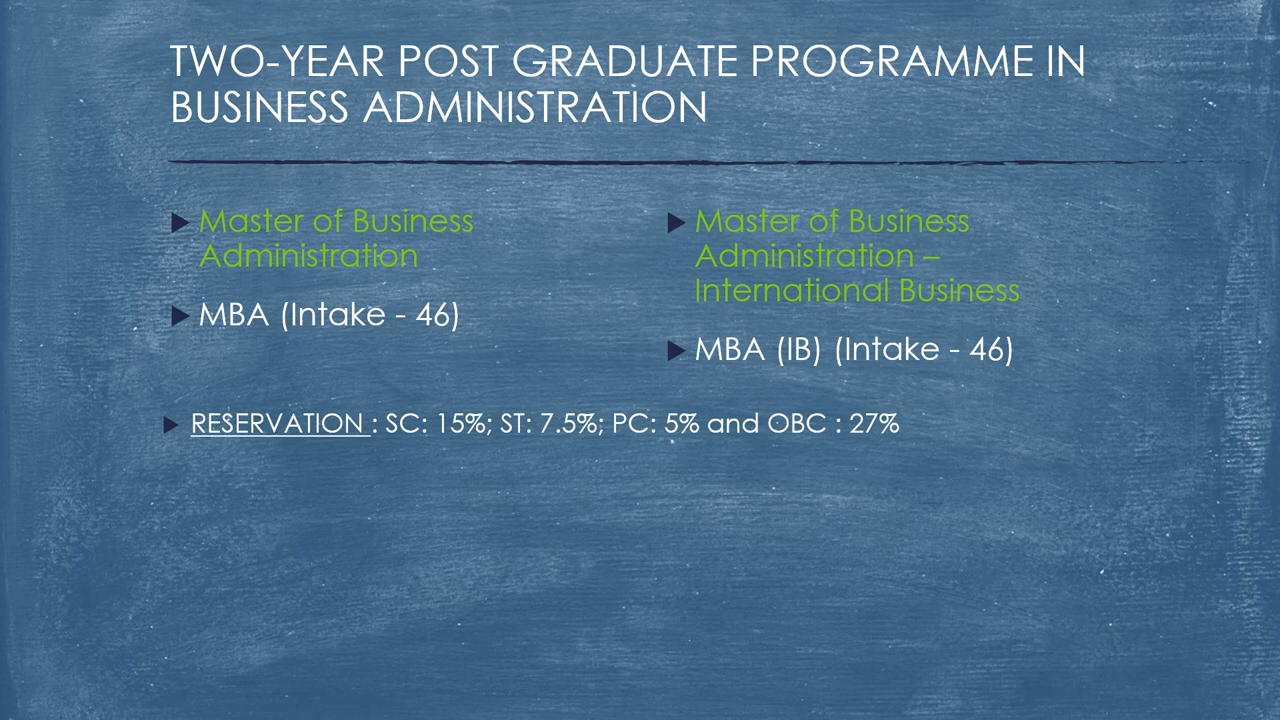 TWO-YEAR POST GRADUATE PROGRAMME IN
BUSINESS ADMINISTRATION
Master of Business
Administration
MBA (Intake - 46)
Master of Business
Administration –
International Business
MBA (IB) (Intake - 46)
RESERVATION : SC: 15%; ST: 7.5%; PC: 5% and OBC : 27%